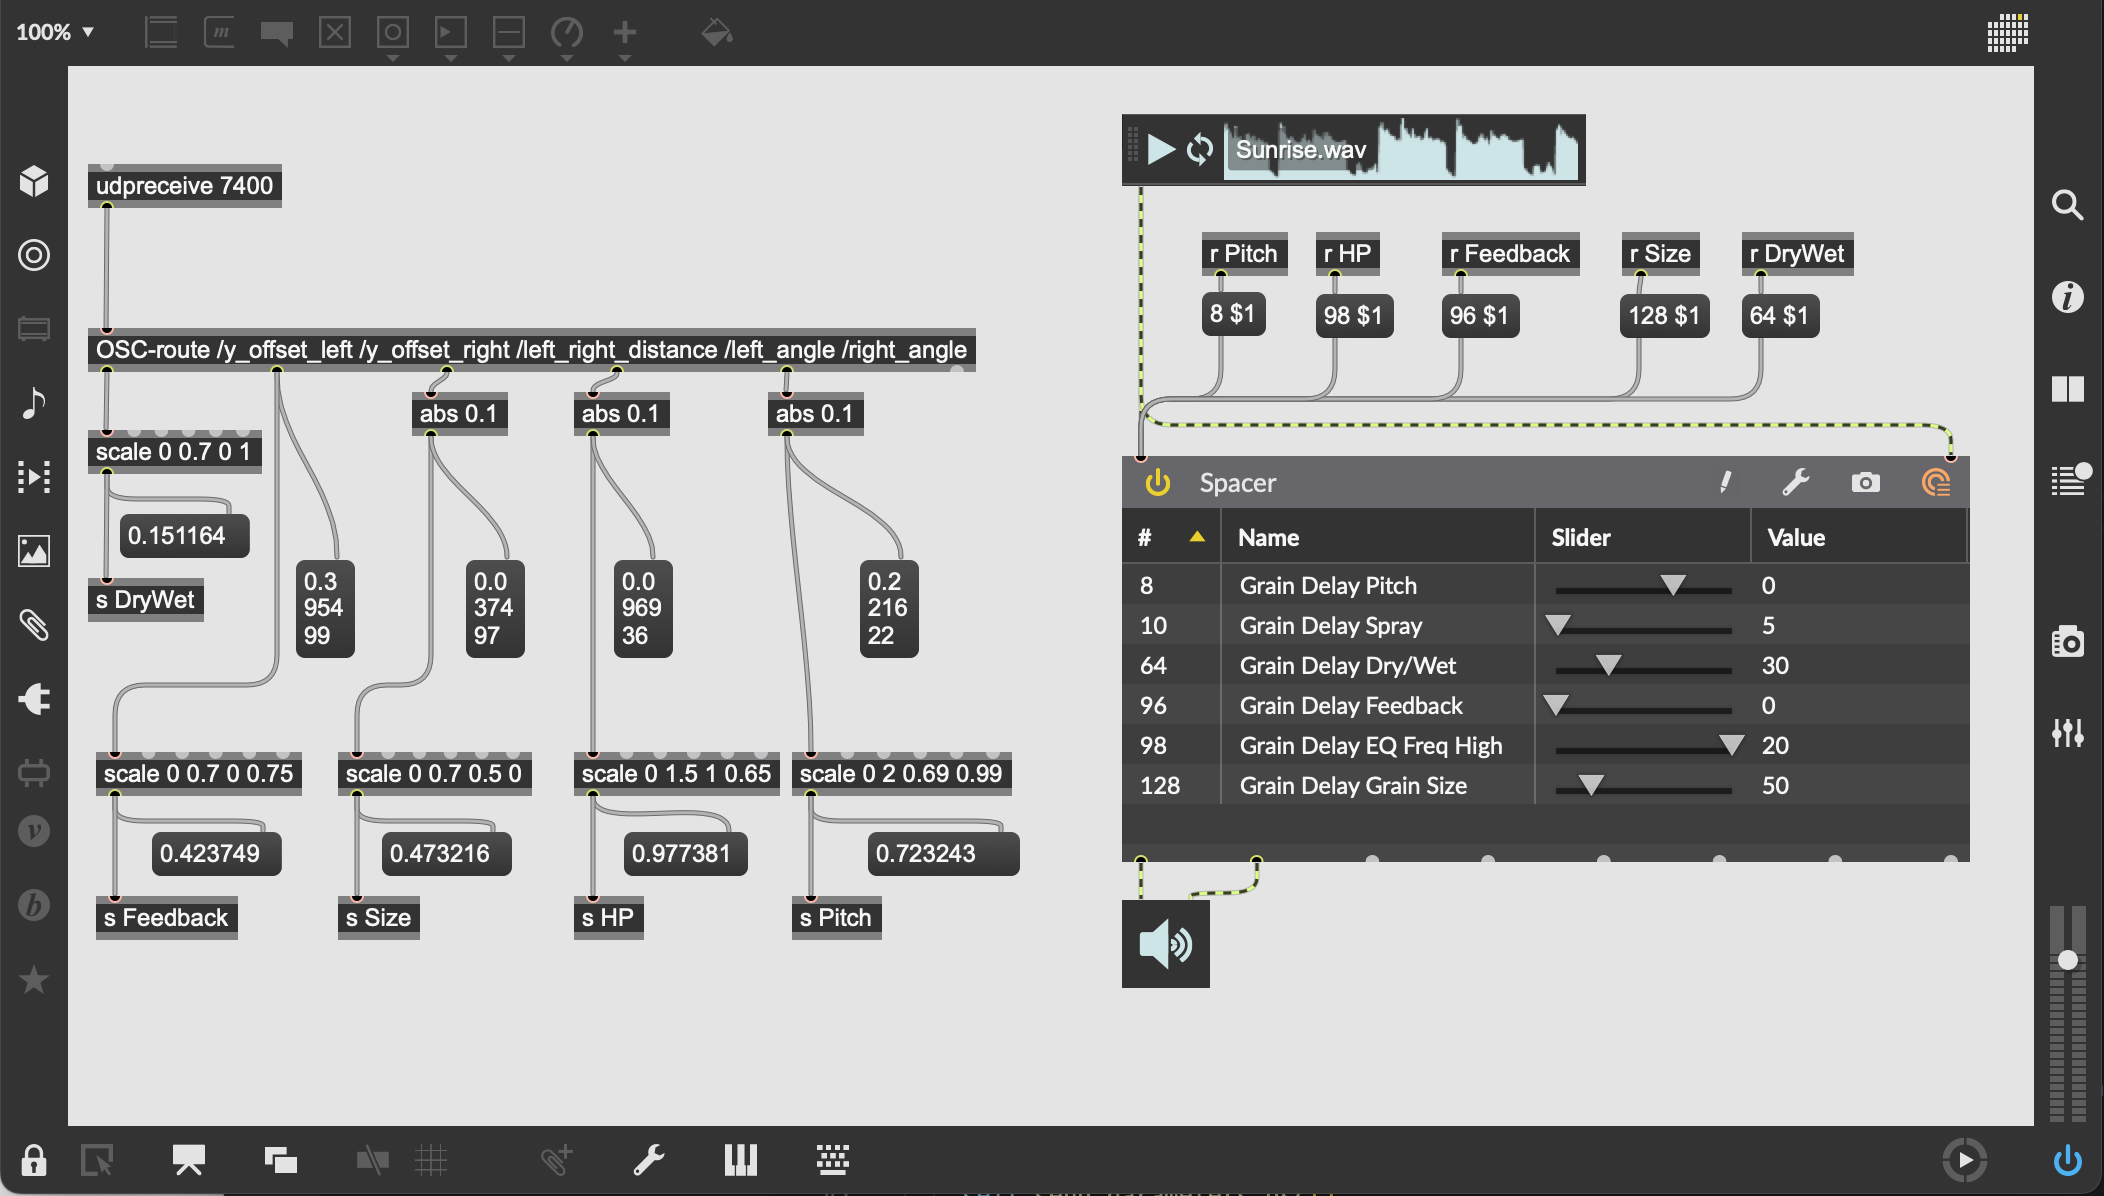 100%
m
udpreceive 7400
OSC-route /y_offset_left /y_offset_right /left_right_distance /left_angle /right_angle
abs 0.1
abs 0.1
abs 0.1
scale 0 0.7 0 1
0.151164
s DryWet
0.3
954
99
0.0
374
97
0.0
969
36
0.2
216
22
scale 0 0.7 0 0.75
scale 0 0.7 0.5 0
scale 0 1.5 1 0.65
scale 0 2 0.69 0.99
0.423749
0.473216
0.977381
0.723243
s Feedback
s Size
s HP
s Pitch
Sunrise.wav
r Pitch
r HP
r Feedback
r Size
r DryWet
8 $1
98 $1
96 $1
128 $1
64 $1
Spacer
# Name Slider Value
8 Grain Delay Pitch 0
10 Grain Delay Spray 5
64 Grain Delay Dry/Wet 30
96 Grain Delay Feedback 0
98 Grain Delay EQ Freq High 20
128 Grain Delay Grain Size 50
v
b